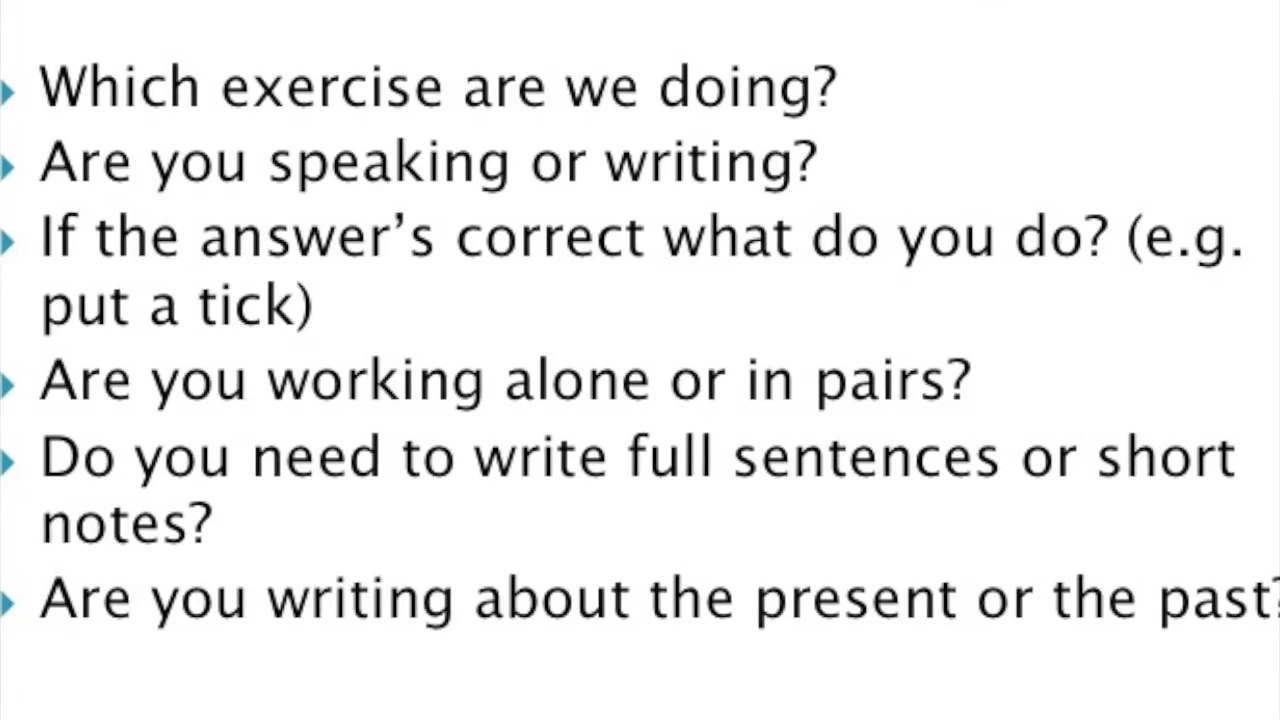 Which exercise are we doing?
Are you speaking or writing?
If the answer’s correct what do you do? (e.g.
put a tick)
Are you working alone or in pairs?
Do you need to write full sentences or short
notes?
Are you writing about the present or the past?